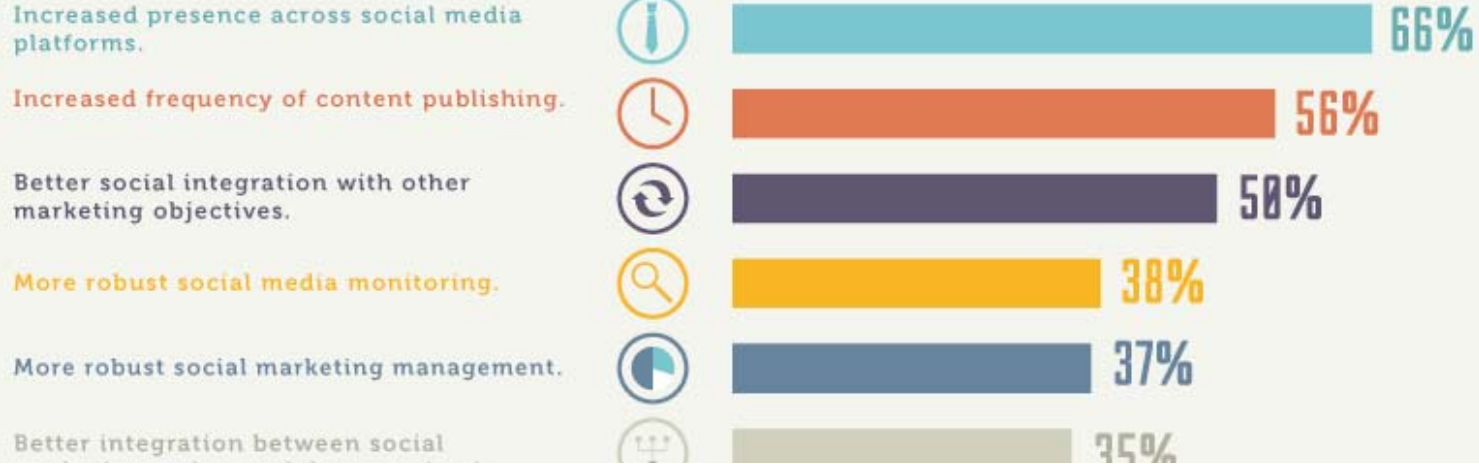 Increased presence across social media
platforms.
66%
Increased frequency of content publishing.
56%
Better social integration with other
marketing objectives.
50%
More robust social media monitoring.
38%
More robust social marketing management.
37%
Better integration between social
35%